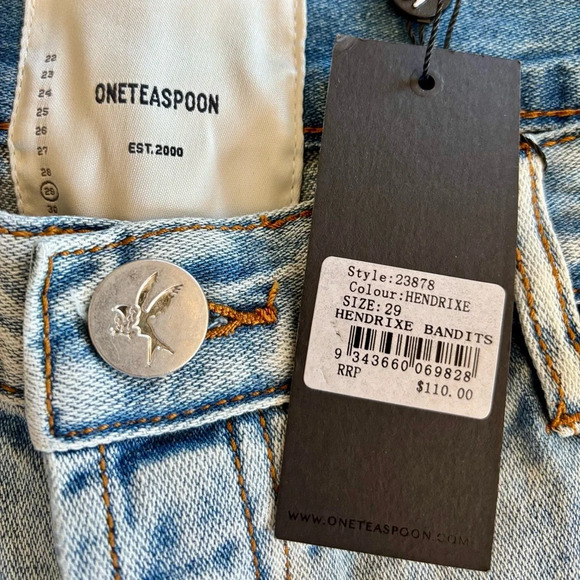 22
23
24
25
26
27
28
29
30
ONETEASPOON
EST.2000
Style:23878
Colour:HENDRIXE
SIZE:29
HENDRIXE BANDITS
9 343660 069828
RRP $110.00
WWW.ONETEASPOON.COM